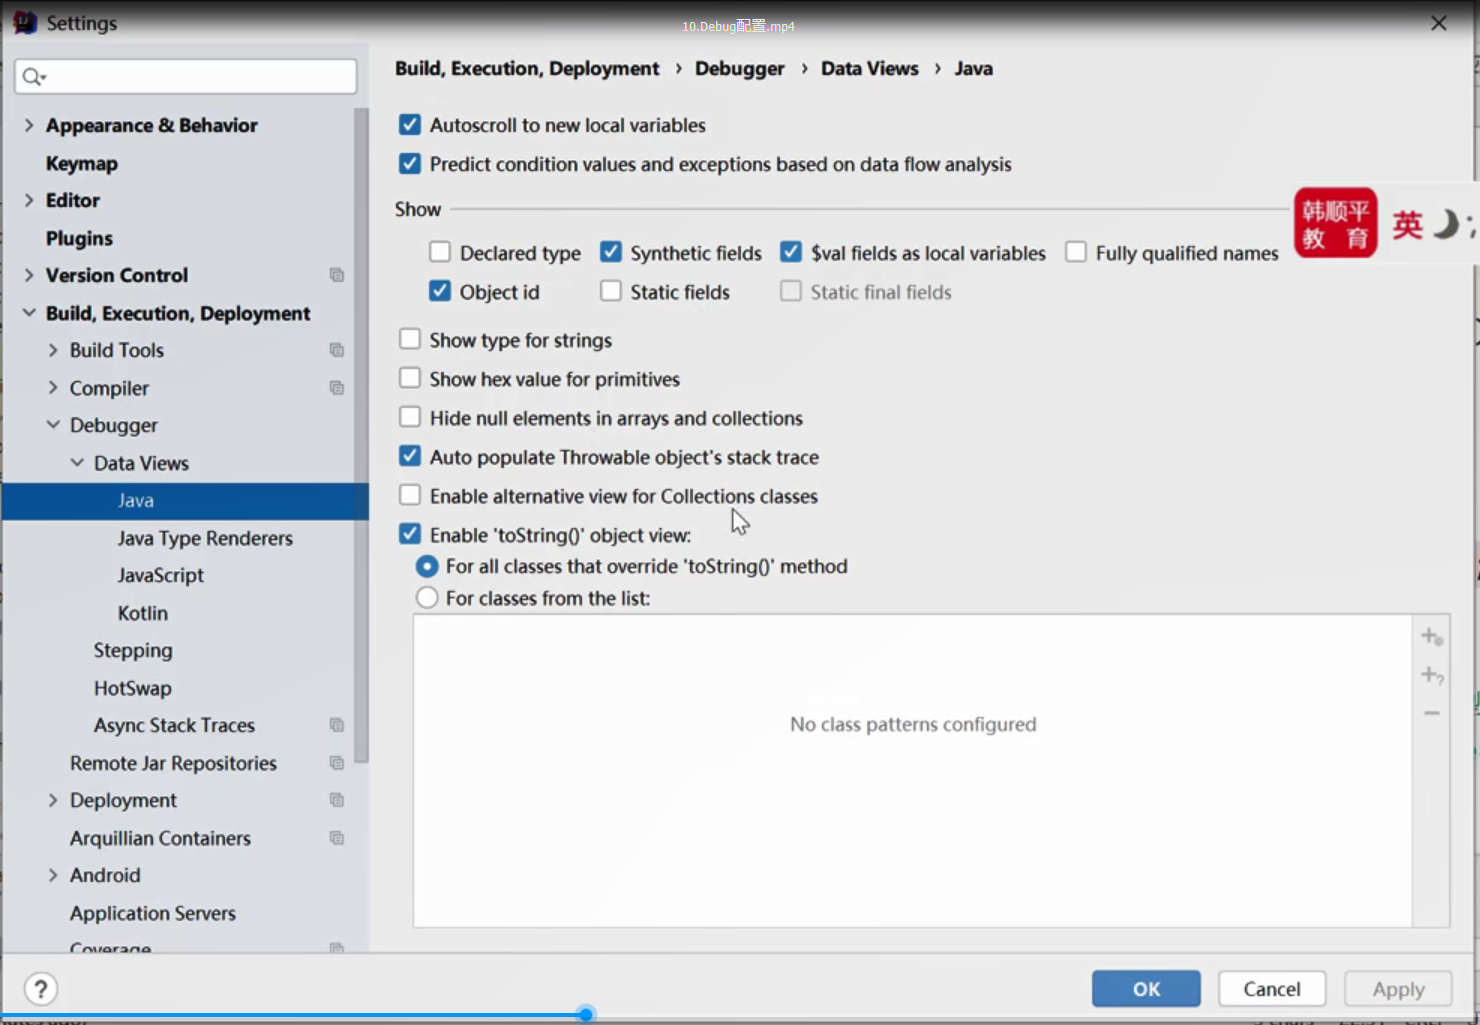 Settings
10.Debug配置.mp4
Build, Execution, Deployment › Debugger › Data Views › Java
Appearance & Behavior
Keymap
Editor
Plugins
Version Control
Build, Execution, Deployment
Build Tools
Compiler
Debugger
Data Views
Java
Java Type Renderers
JavaScript
Kotlin
Stepping
HotSwap
Async Stack Traces
Remote Jar Repositories
Deployment
Arquillian Containers
Android
Application Servers
Coverage
Autoscroll to new local variables
Predict condition values and exceptions based on data flow analysis
Show
Declared type Synthetic fields $val fields as local variables Fully qualified names
Object id Static fields Static final fields
Show type for strings
Show hex value for primitives
Hide null elements in arrays and collections
Auto populate Throwable object's stack trace
Enable alternative view for Collections classes
Enable 'toString()' object view:
For all classes that override 'toString()' method
For classes from the list:
No class patterns configured
韩顺平
教 育
英
?
OK Cancel Apply